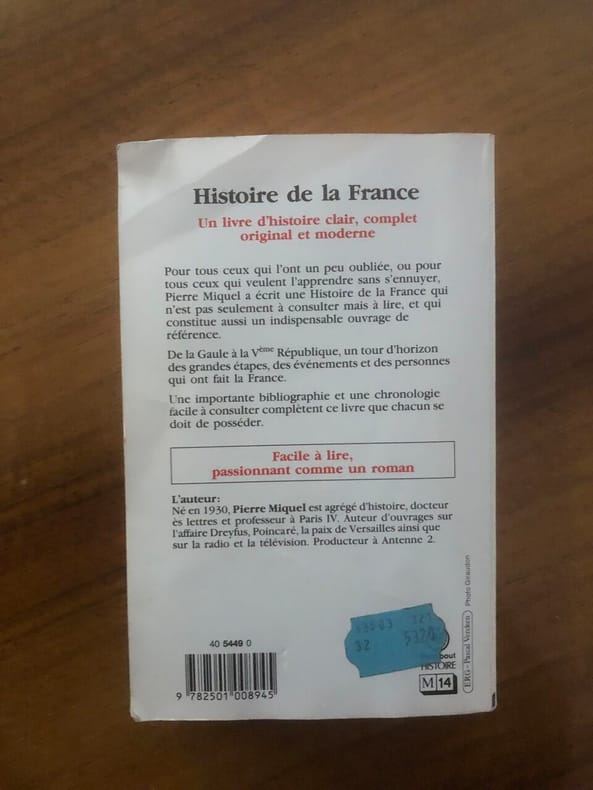 Histoire de la France
Un livre d'histoire clair, complet
original et moderne
Pour tous ceux qui l'ont un peu oubliée, ou pour
tous ceux qui veulent l'apprendre sans s'ennuyer,
Pierre Miquel a écrit une Histoire de la France qui
n'est pas seulement à consulter mais à lire, et qui
constitue aussi un indispensable ouvrage de
référence.
De la Gaule à la Vème République, un tour d'horizon
des grandes étapes, des événements et des personnes
qui ont fait la France.
Une importante bibliographie et une chronologie
facile à consulter complètent ce livre que chacun se
doit de posséder.
Facile à lire,
passionnant comme un roman
L'auteur:
Né en 1930, Pierre Miquel est agrégé d'histoire, docteur
ès lettres et professeur à Paris IV. Auteur d'ouvrages sur
l'affaire Dreyfus, Poincaré, la paix de Versailles ainsi que
sur la radio et la télévision. Producteur à Antenne 2.
40 5449 0
9 782501 008945
32
bout
HISTOIRE
M 14
ERG - Pascal Vercken
Photo Giraudon